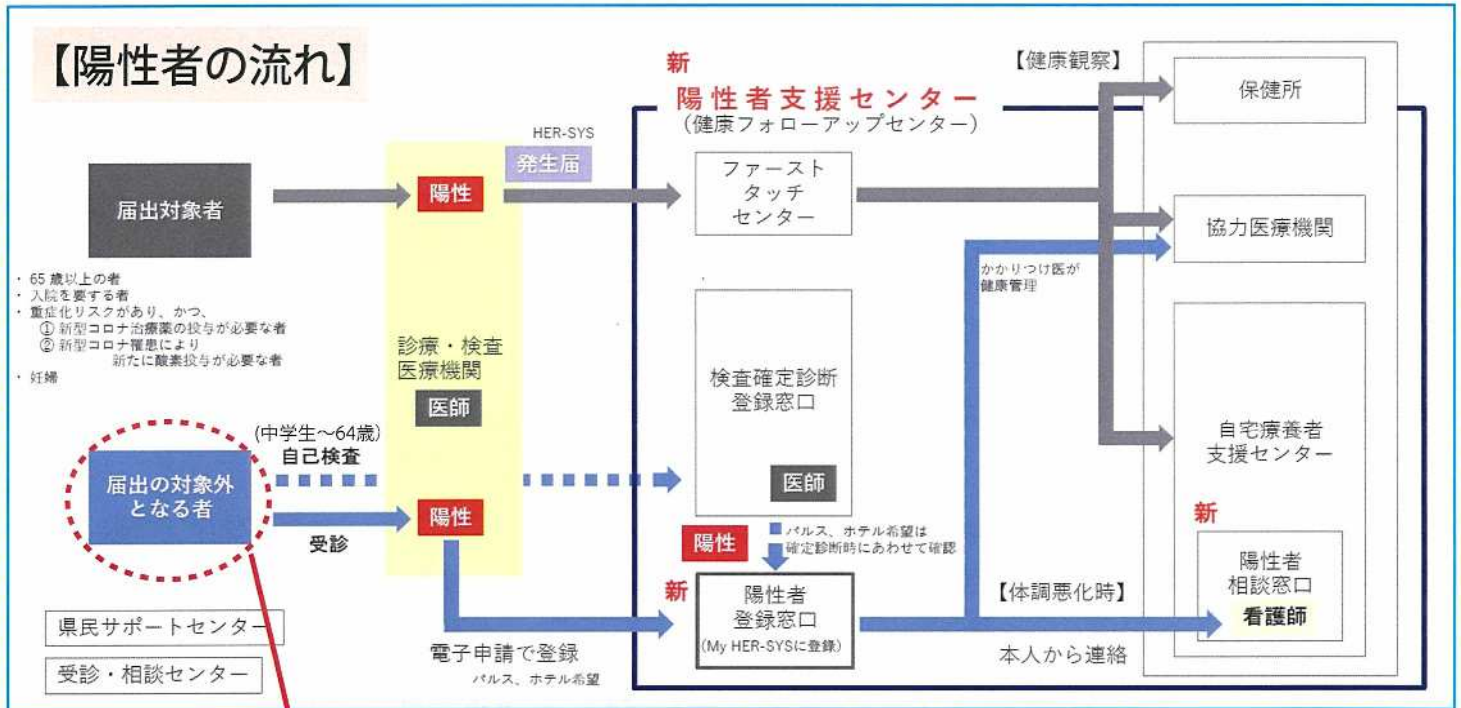 【陽性者の流れ】
新
陽性者支援センター
(健康フォローアップセンター)
【健康観察】
保健所
HER-SYS
発生届
届出対象者
陽性
ファースト
タッチ
センター
協力医療機関
かかりつけ医が
健康管理
・ 65歳以上の者
・ 入院を要する者
・ 重症化リスクがあり、かつ、
① 新型コロナ治療薬の投与が必要な者
② 新型コロナ罹患により
新たに酸素投与が必要な者
・ 妊婦
診療・検査
医療機関
医師
検査確定診断
登録窓口
医師
自宅療養者
支援センター
(中学生～64歳)
自己検査
届出の対象外
となる者
受診
陽性
陽性
パルス、ホテル希望は
確定診断時にあわせて確認
新
陽性者
登録窓口
(My HER-SYSに登録)
新
陽性者
相談窓口
看護師
【体調悪化時】
本人から連絡
電子申請で登録
パルス、ホテル希望
県民サポートセンター
受診・相談センター